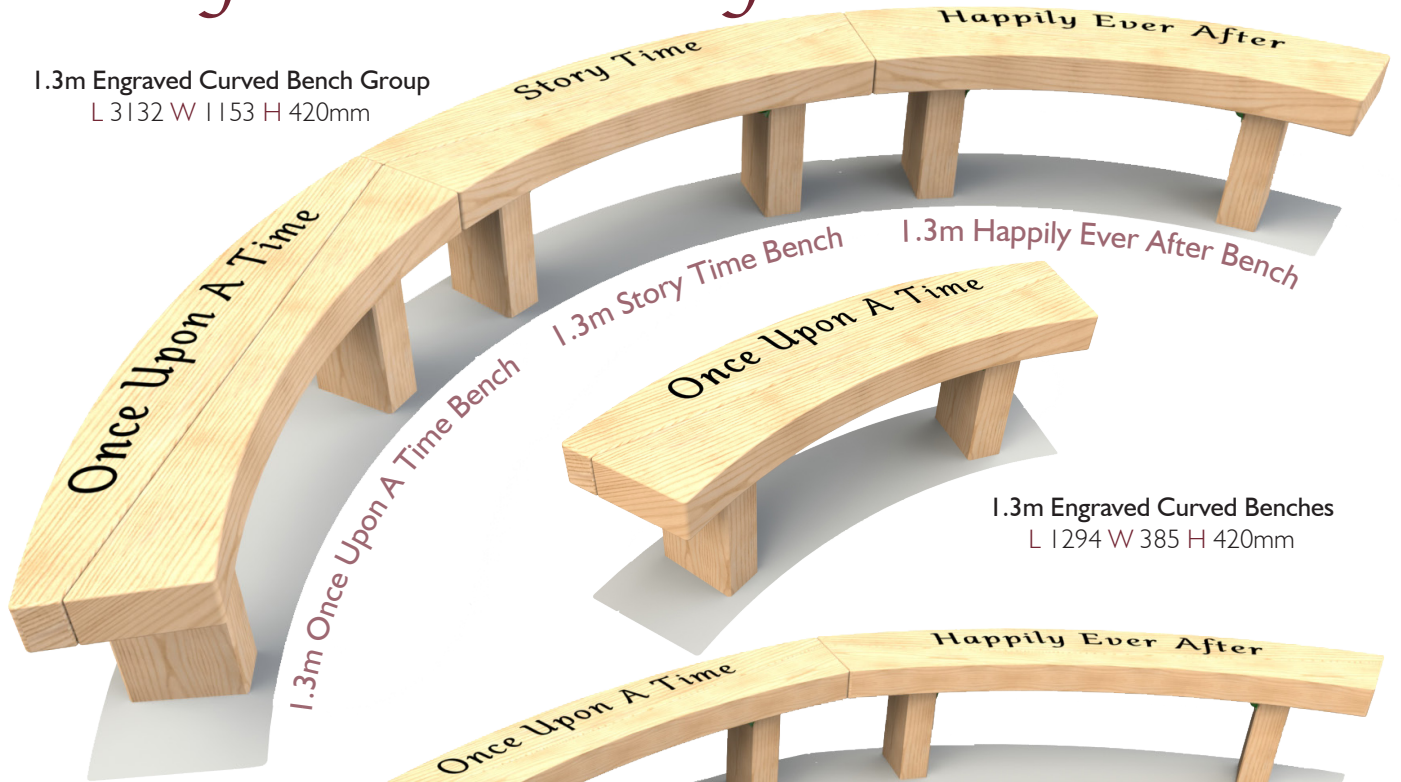 1.3m Engraved Curved Bench Group
L 3132 W 1153 H 420mm
Once Upon A Time
Story Time
Happily Ever After
1.3m Once Upon A Time Bench
1.3m Story Time Bench
1.3m Happily Ever After Bench
Once Upon A Time
1.3m Engraved Curved Benches
L 1294 W 385 H 420mm
Once Upon A Time
Happily Ever After